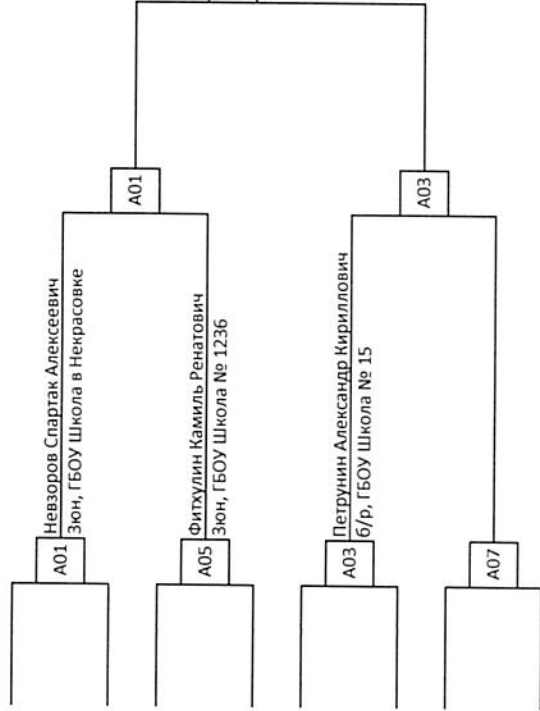 A01
Невзоров Спартак Алексеевич
3юн, ГБОУ Школа в Некрасовке
A05
Фитхулин Камиль Ренатович
3юн, ГБОУ Школа № 1236
A03
Петрунин Александр Кириллович
б/р, ГБОУ Школа № 15
A07
A01
A03